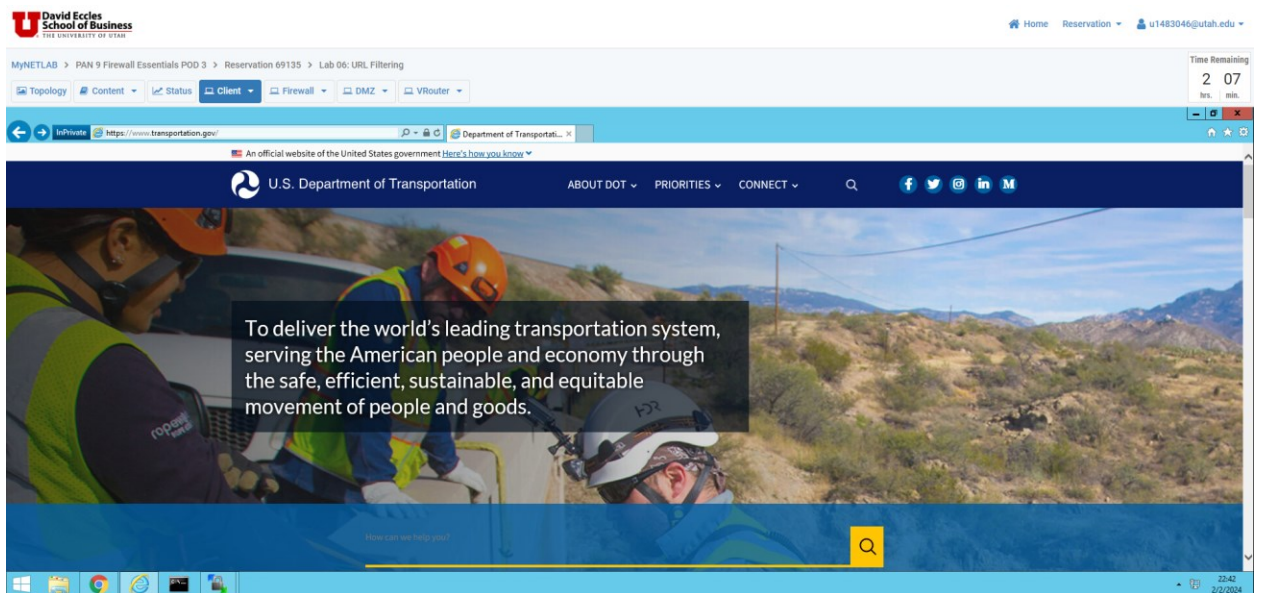 David Eccles
School of Business
THE UNIVERSITY OF UTAH
Home Reservation u1483046@utah.edu
MyNETLAB > PAN 9 Firewall Essentials POD 3 > Reservation 69135 > Lab 06: URL Filtering
Time Remaining
2 07
hrs. min.
Topology Content Status Client Firewall DMZ VRouter
InPrivate https://www.transportation.gov/ Department of Transportati...
An official website of the United States government Here's how you know
U.S. Department of Transportation ABOUT DOT PRIORITIES CONNECT
To deliver the world's leading transportation system,
serving the American people and economy through
the safe, efficient, sustainable, and equitable
movement of people and goods.
HDR
How can we help you?
22:42
2/2/2024